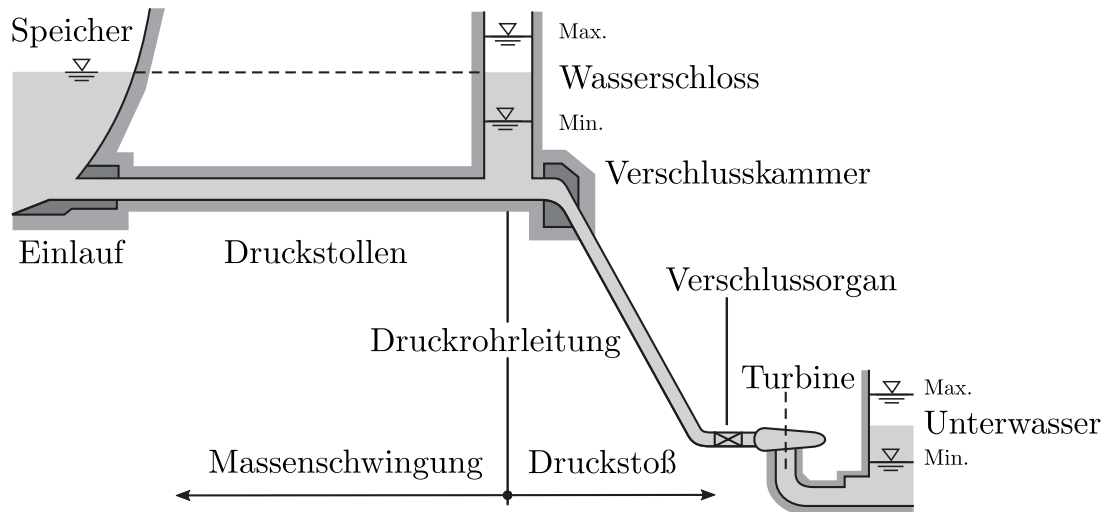 Speicher
Max.
Wasserschloss
Min.
Verschlusskammer
Einlauf
Druckstollen
Verschlussorgan
Druckrohrleitung
Turbine
Max.
Unterwasser
Min.
Massenschwingung
Druckstoß